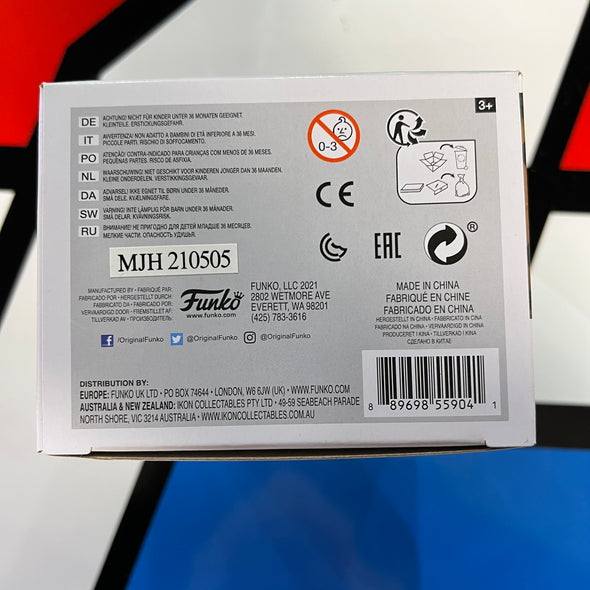 3+
DE ACHTUNG! NICHT FÜR KINDER UNTER 36 MONATEN GEEIGNET.
KLEINTEILE. ERSTICKUNGSGEFAHR.
IT AVVERTENZA! NON ADATTO A BAMBINI DI ETÀ INFERIORE A 36 MESI.
PICCOLE PARTI. RISCHIO DI SOFFOCAMENTO.
PO ATENÇÃO: CONTRA-INDICADO PARA CRIANÇAS COM MENOS DE 36 MESES.
PEQUENAS PARTES. RISCO DE ASFIXIA.
NL WAARSCHUWING! NIET GESCHIKT VOOR KINDEREN JONGER DAN 36 MAANDEN.
KLEINE ONDERDELEN. VERSTIKKINGSGEVAAR.
DA ADVARSEL! IKKE EGNET TIL BØRN UNDER 36 MÅNEDER.
SMÅ DELE. KVÆLNINGSFARE.
SW VARNING! INTE LÄMPLIG FÖR BARN UNDER 36 MÅNADER.
SMÅ DELAR. KVÄVNINGSRISK.
RU ВНИМАНИЕ! НЕ ПРИГОДНО ДЛЯ ДЕТЕЙ МЛАДШЕ 36 МЕСЯЦЕВ.
МЕЛКИЕ ЧАСТИ. ОПАСНОСТЬ УДУШЬЯ.
0-3
CE
EAC
®
MJH 210505
MANUFACTURED BY • FABRIQUÉ PAR:
FABRICADO POR • HERGESTELLT DURCH:
FABBRICATO DA • FABRICADO POR:
VERVAARDIGD DOOR • FREMSTILLET AF:
TILLVERKAD AV • ПРОИЗВОДИТЕЛЬ:
Funko
www.funko.com
FUNKO, LLC 2021
2802 WETMORE AVE
EVERETT, WA 98201
(425) 783-3616
MADE IN CHINA
FABRIQUÉ EN CHINE
FABRICADO EN CHINA
HERGESTELLT IN CHINA | FABBRICATO IN CINA
FABRICADO NA CHINA | VERVAARDIGD IN CHINA
PRODUCERET I KINA | TILLVERKAD I KINA
СДЕЛАНО В КИТАЕ
/OriginalFunko
@OriginalFunko
@OriginalFunko
DISTRIBUTION BY:
EUROPE: FUNKO UK LTD • PO BOX 74644 • LONDON, W6 6JW (UK) • WWW.FUNKO.COM
AUSTRALIA & NEW ZEALAND: IKON COLLECTABLES PTY LTD • 49-59 SEABEACH PARADE
NORTH SHORE, VIC 3214 AUSTRALIA • WWW.IKONCOLLECTABLES.COM.AU
8 89698 55904 1